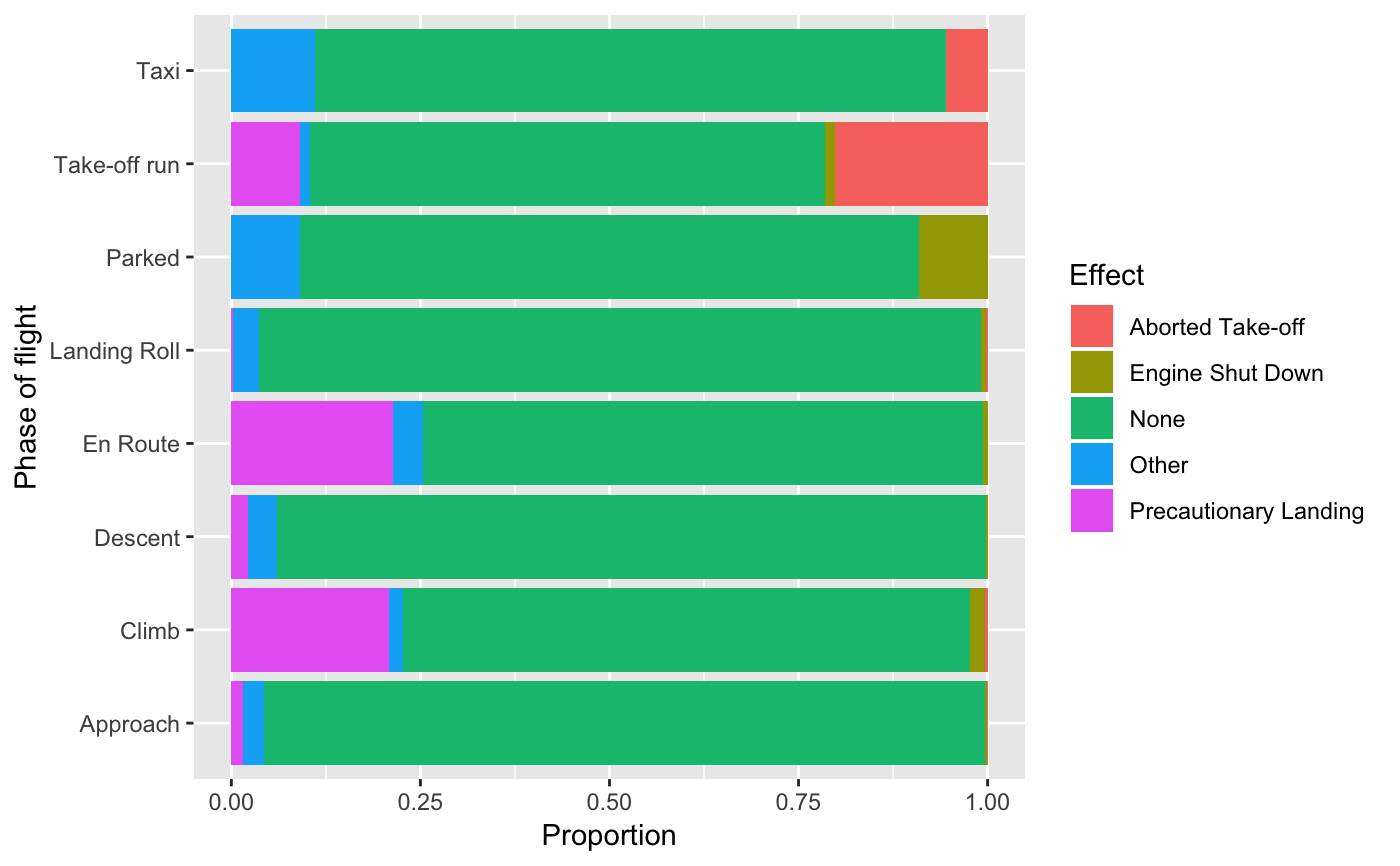 Taxi
Take-off run
Parked
Landing Roll
En Route
Descent
Climb
Approach
Phase of flight
0.00
0.25
0.50
0.75
1.00
Proportion
Effect
Aborted Take-off
Engine Shut Down
None
Other
Precautionary Landing